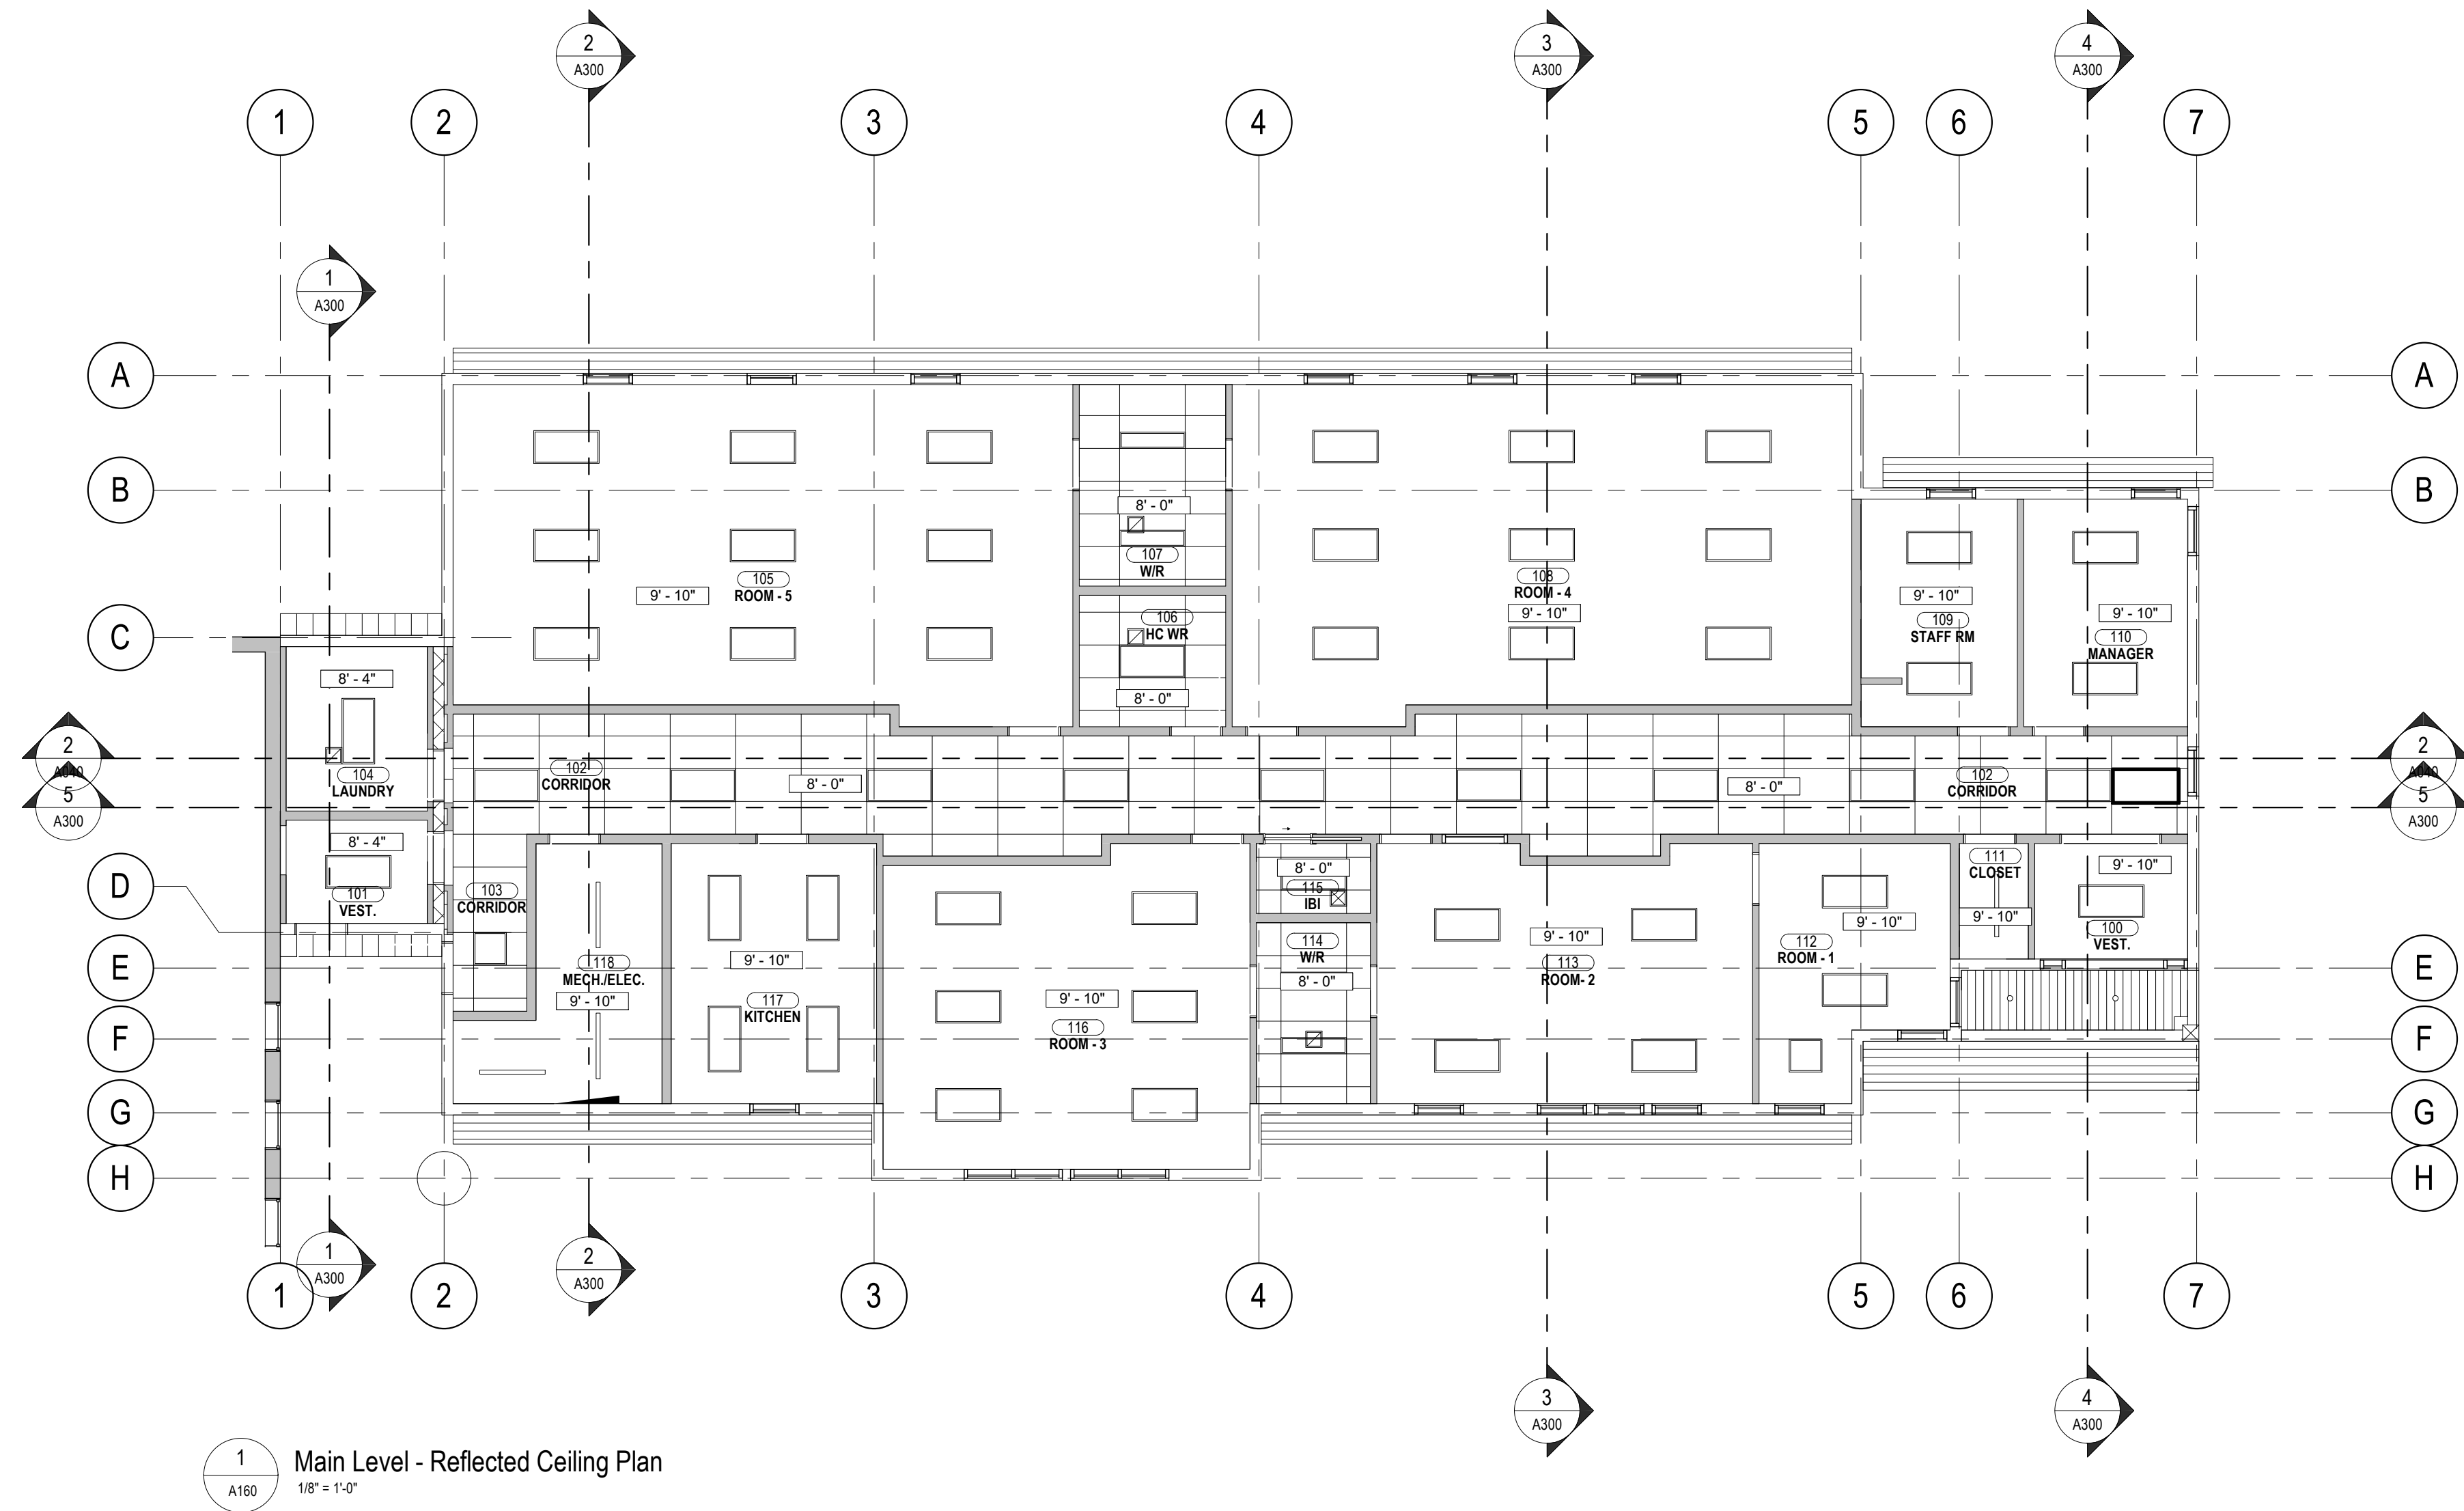 2
A300
3
A300
4
A300
1
2
3
4
5
6
7
1
A300
A
A
B
B
8' - 0"
107
W/R
105
ROOM - 5
9' - 10"
108
ROOM - 4
9' - 10"
9' - 10"
109
STAFF RM
9' - 10"
110
MANAGER
C
106
HC WR
8' - 0"
8' - 4"
2
A040
5
A300
104
LAUNDRY
102
CORRIDOR
8' - 0"
8' - 0"
102
CORRIDOR
2
A040
5
A300
8' - 4"
101
VEST.
D
103
CORRIDOR
8' - 0"
115
IBI
111
CLOSET
9' - 10"
9' - 10"
100
VEST.
114
W/R
8' - 0"
9' - 10"
113
ROOM- 2
9' - 10"
112
ROOM - 1
E
118
MECH./ELEC.
9' - 10"
9' - 10"
117
KITCHEN
9' - 10"
116
ROOM - 3
E
F
F
G
G
H
H
1
A300
2
A300
1
2
3
4
5
6
7
3
A300
4
A300
1
A160
Main Level - Reflected Ceiling Plan
1/8" = 1'-0"